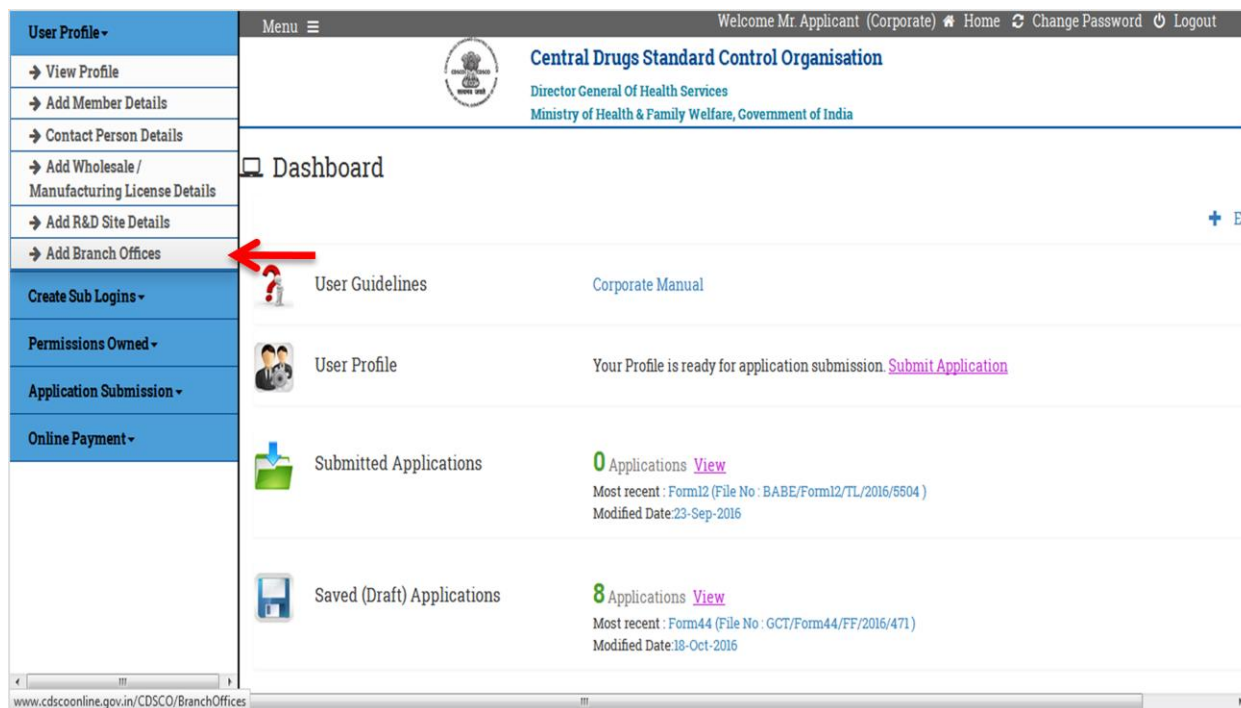 User Profile
View Profile
Add Member Details
Contact Person Details
Add Wholesale /
Manufacturing License Details
Add R&D Site Details
Add Branch Offices
Create Sub Logins
Permissions Owned
Application Submission
Online Payment
www.cdscoonline.gov.in/CDSCO/BranchOffices
Menu
Welcome Mr. Applicant (Corporate) Home Change Password Logout
Central Drugs Standard Control Organisation
Director General Of Health Services
Ministry of Health & Family Welfare, Government of India
Dashboard
E
User Guidelines
Corporate Manual
User Profile
Your Profile is ready for application submission. Submit Application
Submitted Applications
0 Applications View
Most recent : Form12 (File No : BABE/Form12/TL/2016/5504 )
Modified Date:23-Sep-2016
Saved (Draft) Applications
8 Applications View
Most recent : Form44 (File No : GCT/Form44/FF/2016/471 )
Modified Date:18-Oct-2016